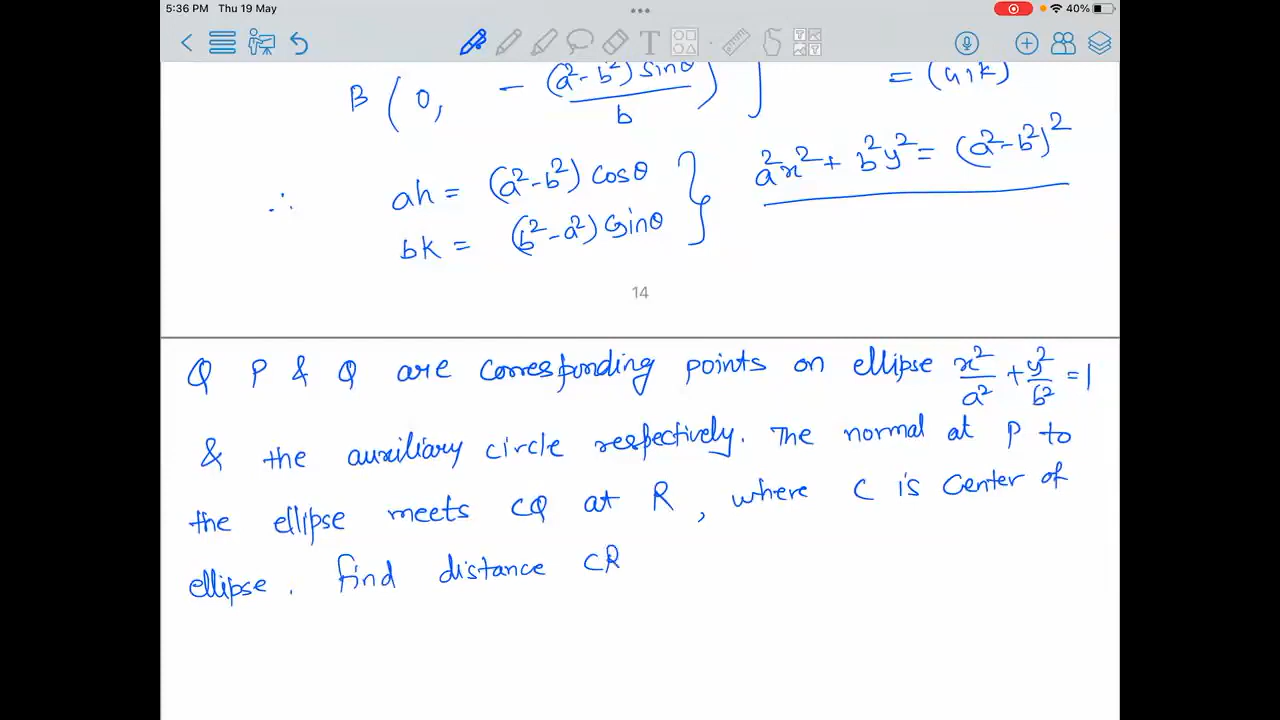 5:36 PM Thu 19 May
40%
B (0, - (a²-b²) sinθ / b) ] = (h,k)
∴ ah = (a²-b²) cosθ } a²x² + b²y² = (a²-b²)²
bk = (b²-a²) sinθ
14
Q P & Q are corresponding points on ellipse x²/a² + y²/b² = 1
& the auxiliary circle respectively. The normal at P to
the ellipse meets CQ at R, where C is center of
ellipse. find distance CR